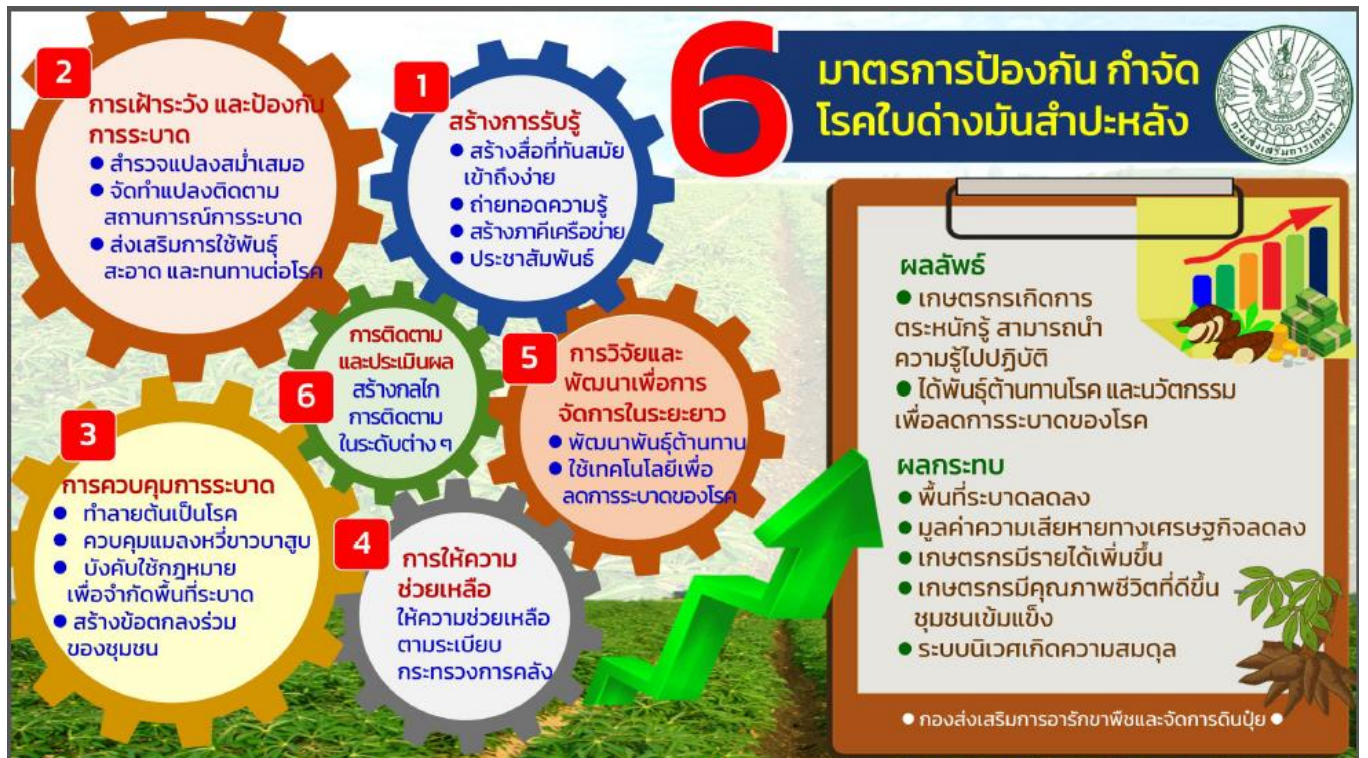 6
มาตรการป้องกัน กำจัด
โรคใบด่างมันสำปะหลัง
กรมส่งเสริมการเกษตร
1
สร้างการรับรู้
● สร้างสื่อที่ทันสมัย
เข้าถึงง่าย
● ถ่ายทอดความรู้
● สร้างภาคีเครือข่าย
● ประชาสัมพันธ์
2
การเฝ้าระวัง และป้องกัน
การระบาด
● สำรวจแปลงสม่ำเสมอ
● จัดทำแปลงติดตาม
สถานการณ์การระบาด
● ส่งเสริมการใช้พันธุ์
สะอาด และทนทานต่อโรค
3
การควบคุมการระบาด
● ทำลายต้นเป็นโรค
● ควบคุมแมลงหวี่ขาวยาสูบ
● บังคับใช้กฎหมาย
เพื่อจำกัดพื้นที่ระบาด
● สร้างข้อตกลงร่วม
ของชุมชน
4
การให้ความ
ช่วยเหลือ
ให้ความช่วยเหลือ
ตามระเบียบ
กระทรวงการคลัง
5
การวิจัยและ
พัฒนาเพื่อการ
จัดการในระยะยาว
● พัฒนาพันธุ์ต้านทาน
● ใช้เทคโนโลยีเพื่อ
ลดการระบาดของโรค
6
การติดตาม
และประเมินผล
สร้างกลไก
การติดตาม
ในระดับต่าง ๆ
ผลลัพธ์
● เกษตรกรเกิดการ
ตระหนักรู้ สามารถนำ
ความรู้ไปปฏิบัติ
● ได้พันธุ์ต้านทานโรค และนวัตกรรม
เพื่อลดการระบาดของโรค
ผลกระทบ
● พื้นที่ระบาดลดลง
● มูลค่าความเสียหายทางเศรษฐกิจลดลง
● เกษตรกรมีรายได้เพิ่มขึ้น
● เกษตรกรมีคุณภาพชีวิตที่ดีขึ้น
ชุมชนเข้มแข็ง
● ระบบนิเวศเกิดความสมดุล
● กองส่งเสริมการอารักขาพืชและจัดการดินปุ๋ย ●